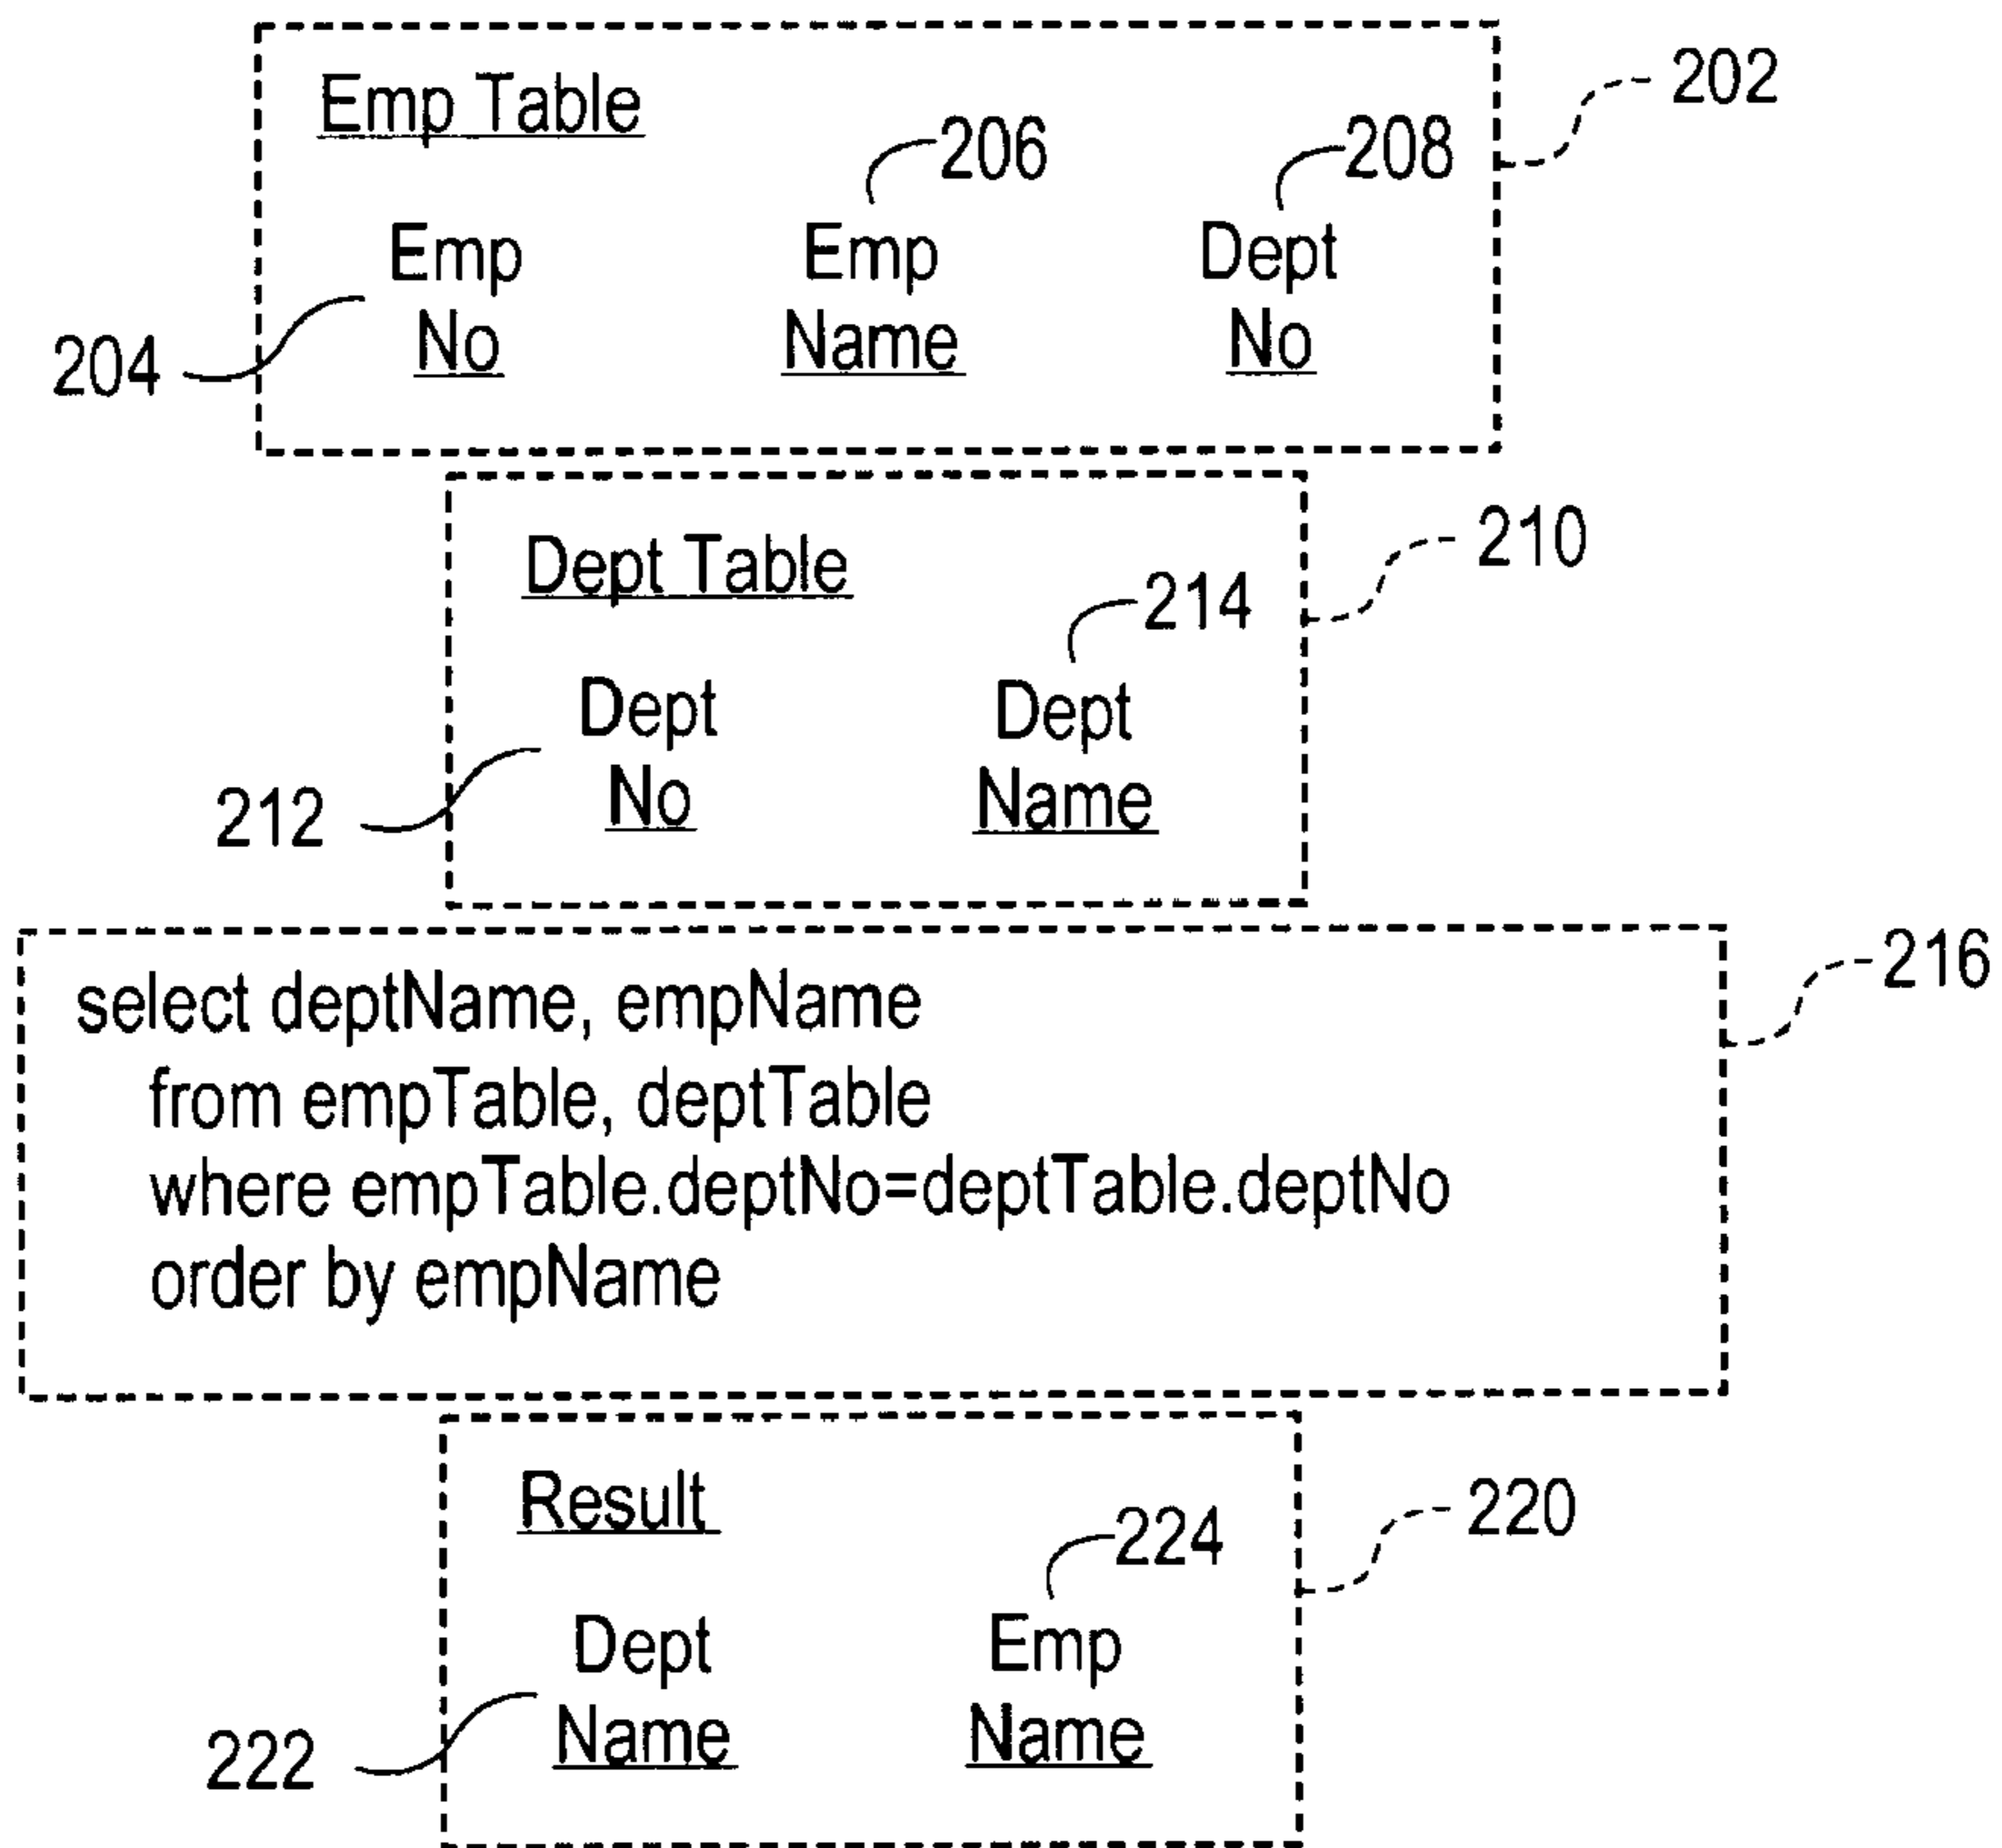 Emp Table
202
206
208
Emp
No
Emp
Name
Dept
No
204
Dept Table
210
214
Dept
No
Dept
Name
212
select deptName, empName
from empTable, deptTable
where empTable.deptNo=deptTable.deptNo
order by empName
216
Result
220
224
Dept
Name
Emp
Name
222